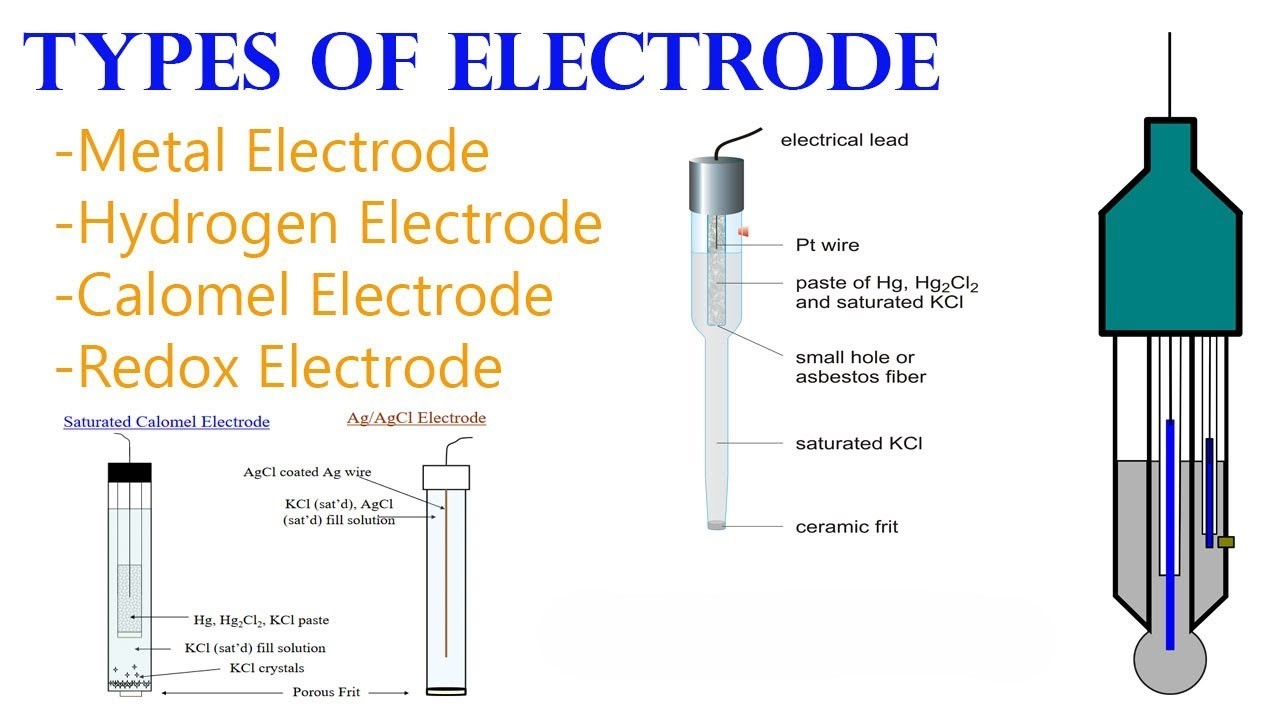 TYPES OF ELECTRODE
-Metal Electrode
-Hydrogen Electrode
-Calomel Electrode
-Redox Electrode
electrical lead
Pt wire
paste of Hg, Hg₂Cl₂
and saturated KCl
small hole or
asbestos fiber
saturated KCl
ceramic frit
Saturated Calomel Electrode
Ag/AgCl Electrode
AgCl coated Ag wire
KCl (sat’d), AgCl
(sat’d) fill solution
Hg, Hg₂Cl₂, KCl paste
KCl (sat’d) fill solution
KCl crystals
Porous Frit